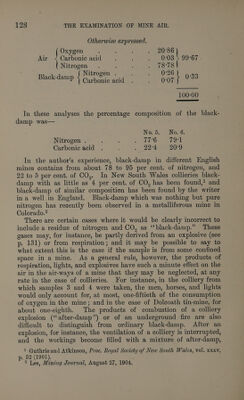 128 THE EXAMINATION OF MINE AIR.
Otherwise expressed.
Air { Oxygen . . . 20·86 } 99·67
Carbonic acid . . 0·03
Nitrogen . . . 78·78
Black-damp { Nitrogen . . 0·26 } 0·33
Carbonic acid . 0·07
100·00
In these analyses the percentage composition of the black-
damp was—
No. 5. No. 6.
Nitrogen . . . . 77·6 79·1
Carbonic acid . . . 22·4 20·9
In the author's experience, black-damp in different English
mines contains from about 78 to 95 per cent. of nitrogen, and
22 to 5 per cent. of CO₂. In New South Wales collieries black-
damp with as little as 4 per cent. of CO₂ has been found,¹ and
black-damp of similar composition has been found by the writer
in a well in England. Black-damp which was nothing but pure
nitrogen has recently been observed in a metalliferous mine in
Colorado.²
There are certain cases where it would be clearly incorrect to
include a residue of nitrogen and CO₂ as “black-damp.” These
gases may, for instance, be partly derived from an explosive (see
p. 131) or from respiration; and it may be possible to say to
what extent this is the case if the sample is from some confined
space in a mine. As a general rule, however, the products of
respiration, lights, and explosives have such a minute effect on the
air in the air-ways of a mine that they may be neglected, at any
rate in the case of collieries. For instance, in the colliery from
which samples 3 and 4 were taken, the men, horses, and lights
would only account for, at most, one-fiftieth of the consumption
of oxygen in the mine; and in the case of Dolcoath tin-mine, for
about one-eighth. The products of combustion of a colliery
explosion (“after-damp”) or of an underground fire are also
difficult to distinguish from ordinary black-damp. After an
explosion, for instance, the ventilation of a colliery is interrupted,
and the workings become filled with a mixture of after-damp,
¹ Guthrie and Atkinson, Proc. Royal Society of New South Wales, vol. xxxv,
p. 52 (1901).
² Lee, Mining Journal, August 27, 1904.